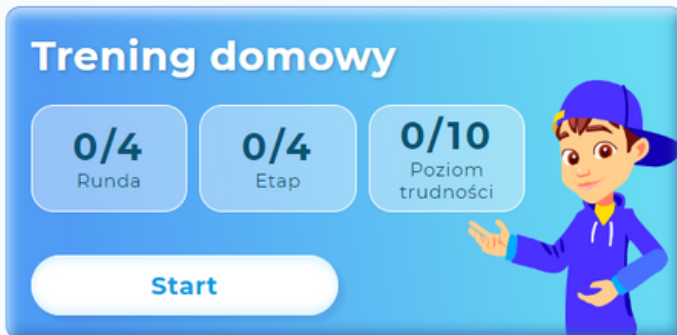 Trening domowy
0/4
Runda
0/4
Etap
0/10
Poziom
trudności
Start